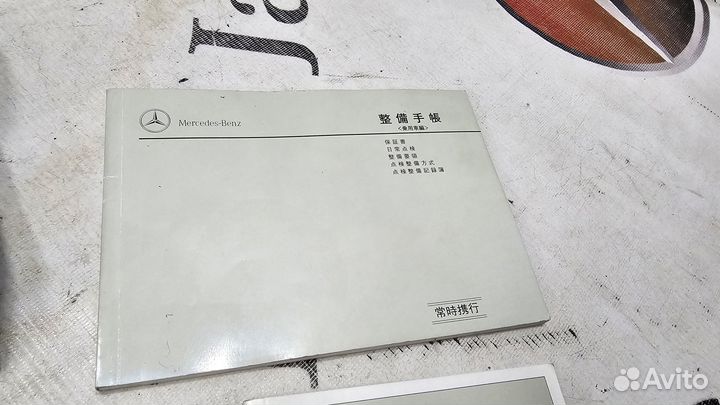 Ja
Mercedes-Benz
整備手帳
<乗用車編>
保証書
日常点検
整備要領
点検整備方式
点検整備記録簿
常時携行
Avito